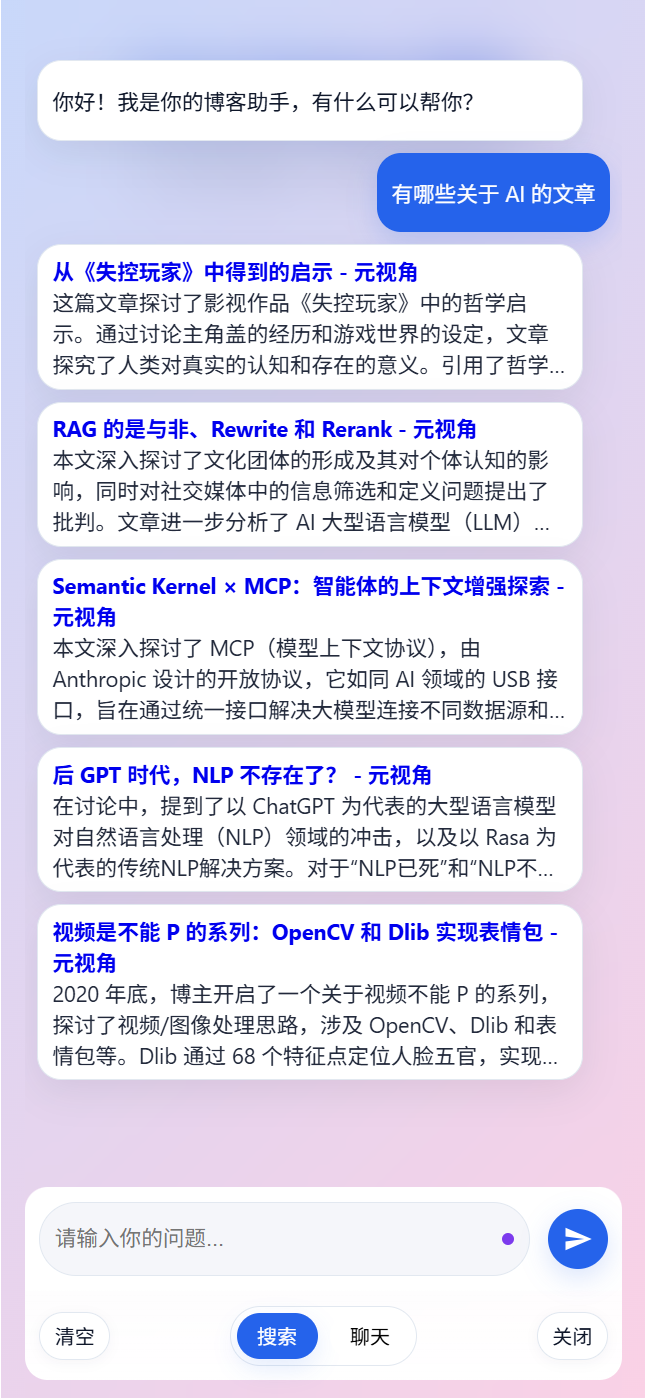 你好！我是你的博客助手，有什么可以帮你？
有哪些关于 AI 的文章
从《失控玩家》中得到的启示 - 元视角
这篇文章探讨了影视作品《失控玩家》中的哲学启
示。通过讨论主角盖的经历和游戏世界的设定，文章
探究了人类对真实的认知和存在的意义。引用了哲学...
RAG 的是与非、Rewrite 和 Rerank - 元视角
本文深入探讨了文化团体的形成及其对个体认知的影
响，同时对社交媒体中的信息筛选和定义问题提出了
批判。文章进一步分析了 AI 大型语言模型（LLM）...
Semantic Kernel × MCP：智能体的上下文增强探索 -
元视角
本文深入探讨了 MCP（模型上下文协议），由
Anthropic 设计的开放协议，它如同 AI 领域的 USB 接
口，旨在通过统一接口解决大模型连接不同数据源和...
后 GPT 时代，NLP 不存在了？ - 元视角
在讨论中，提到了以 ChatGPT 为代表的大型语言模型
对自然语言处理（NLP）领域的冲击，以及以 Rasa 为
代表的传统NLP解决方案。对于“NLP已死”和“NLP不...
视频是不能 P 的系列：OpenCV 和 Dlib 实现表情包 -
元视角
2020 年底，博主开启了一个关于视频不能 P 的系列，
探讨了视频/图像处理思路，涉及 OpenCV、Dlib 和表
情包等。Dlib 通过 68 个特征点定位人脸五官，实现...
请输入你的问题...
清空
搜索
聊天
关闭